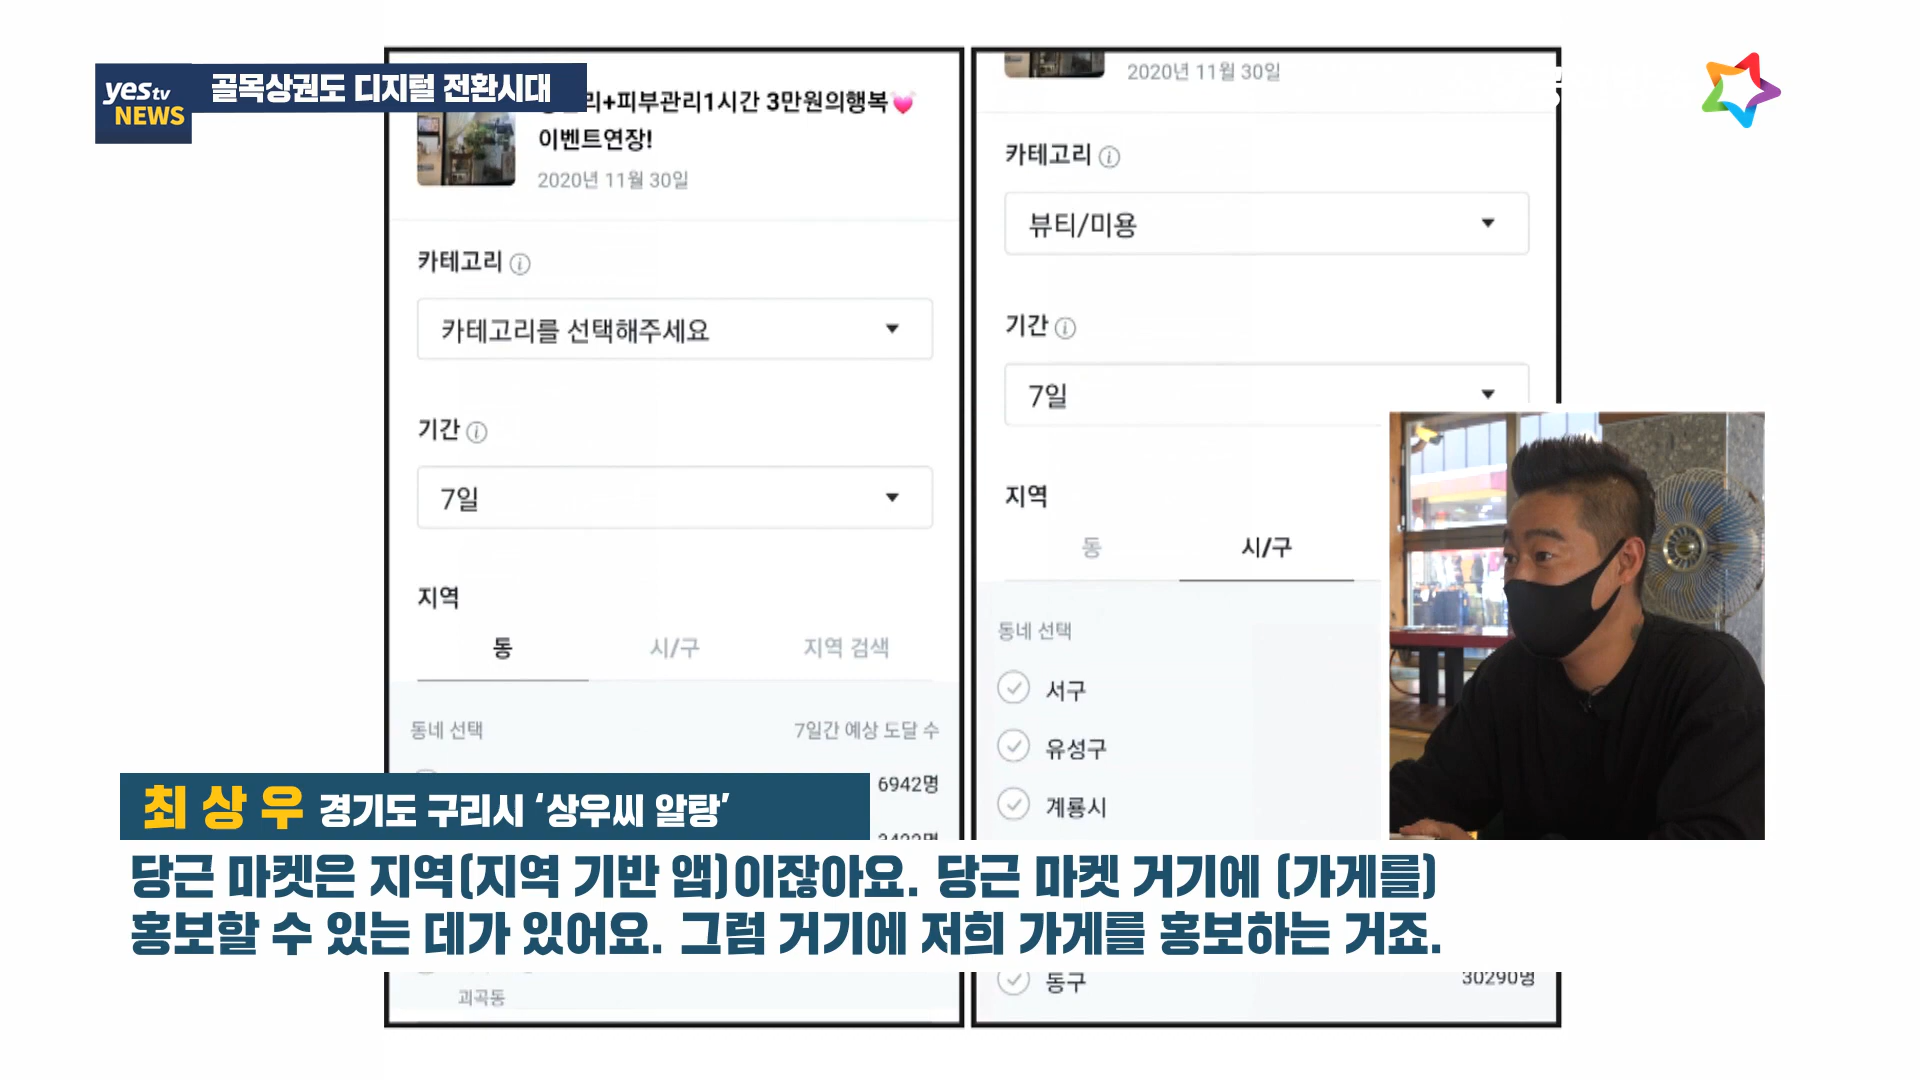 yestv
NEWS
골목상권도 디지털 전환시대
리+피부관리1시간 3만원의행복💓
이벤트연장!
2020년 11월 30일
카테고리
카테고리를 선택해주세요
기간
7일
지역
동 시/구 지역 검색
동네 선택 7일간 예상 도달 수
6942명
괴곡동
2020년 11월 30일
카테고리
뷰티/미용
기간
7일
지역
동 시/구
동네 선택
서구
유성구
계룡시
동구 30290명
최상우 경기도 구리시 ‘상우씨 알탕’
당근 마켓은 지역(지역 기반 앱)이잖아요. 당근 마켓 거기에 (가게를)
홍보할 수 있는 데가 있어요. 그럼 거기에 저희 가게를 홍보하는 거죠.